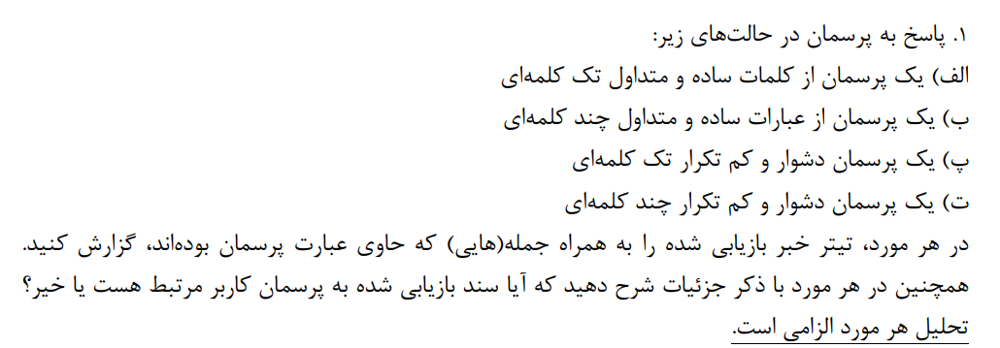 ۱. پاسخ به پرسمان در حالت‌های زیر:
الف) یک پرسمان از کلمات ساده و متداول تک کلمه‌ای
ب) یک پرسمان از عبارات ساده و متداول چند کلمه‌ای
پ) یک پرسمان دشوار و کم تکرار تک کلمه‌ای
ت) یک پرسمان دشوار و کم تکرار چند کلمه‌ای
در هر مورد، تیتر خبر بازیابی شده را به همراه جمله(هایی) که حاوی عبارت پرسمان بوده‌اند، گزارش کنید.
همچنین در هر مورد با ذکر جزئیات شرح دهید که آیا سند بازیابی شده به پرسمان کاربر مرتبط هست یا خیر؟
تحلیل هر مورد الزامی است.